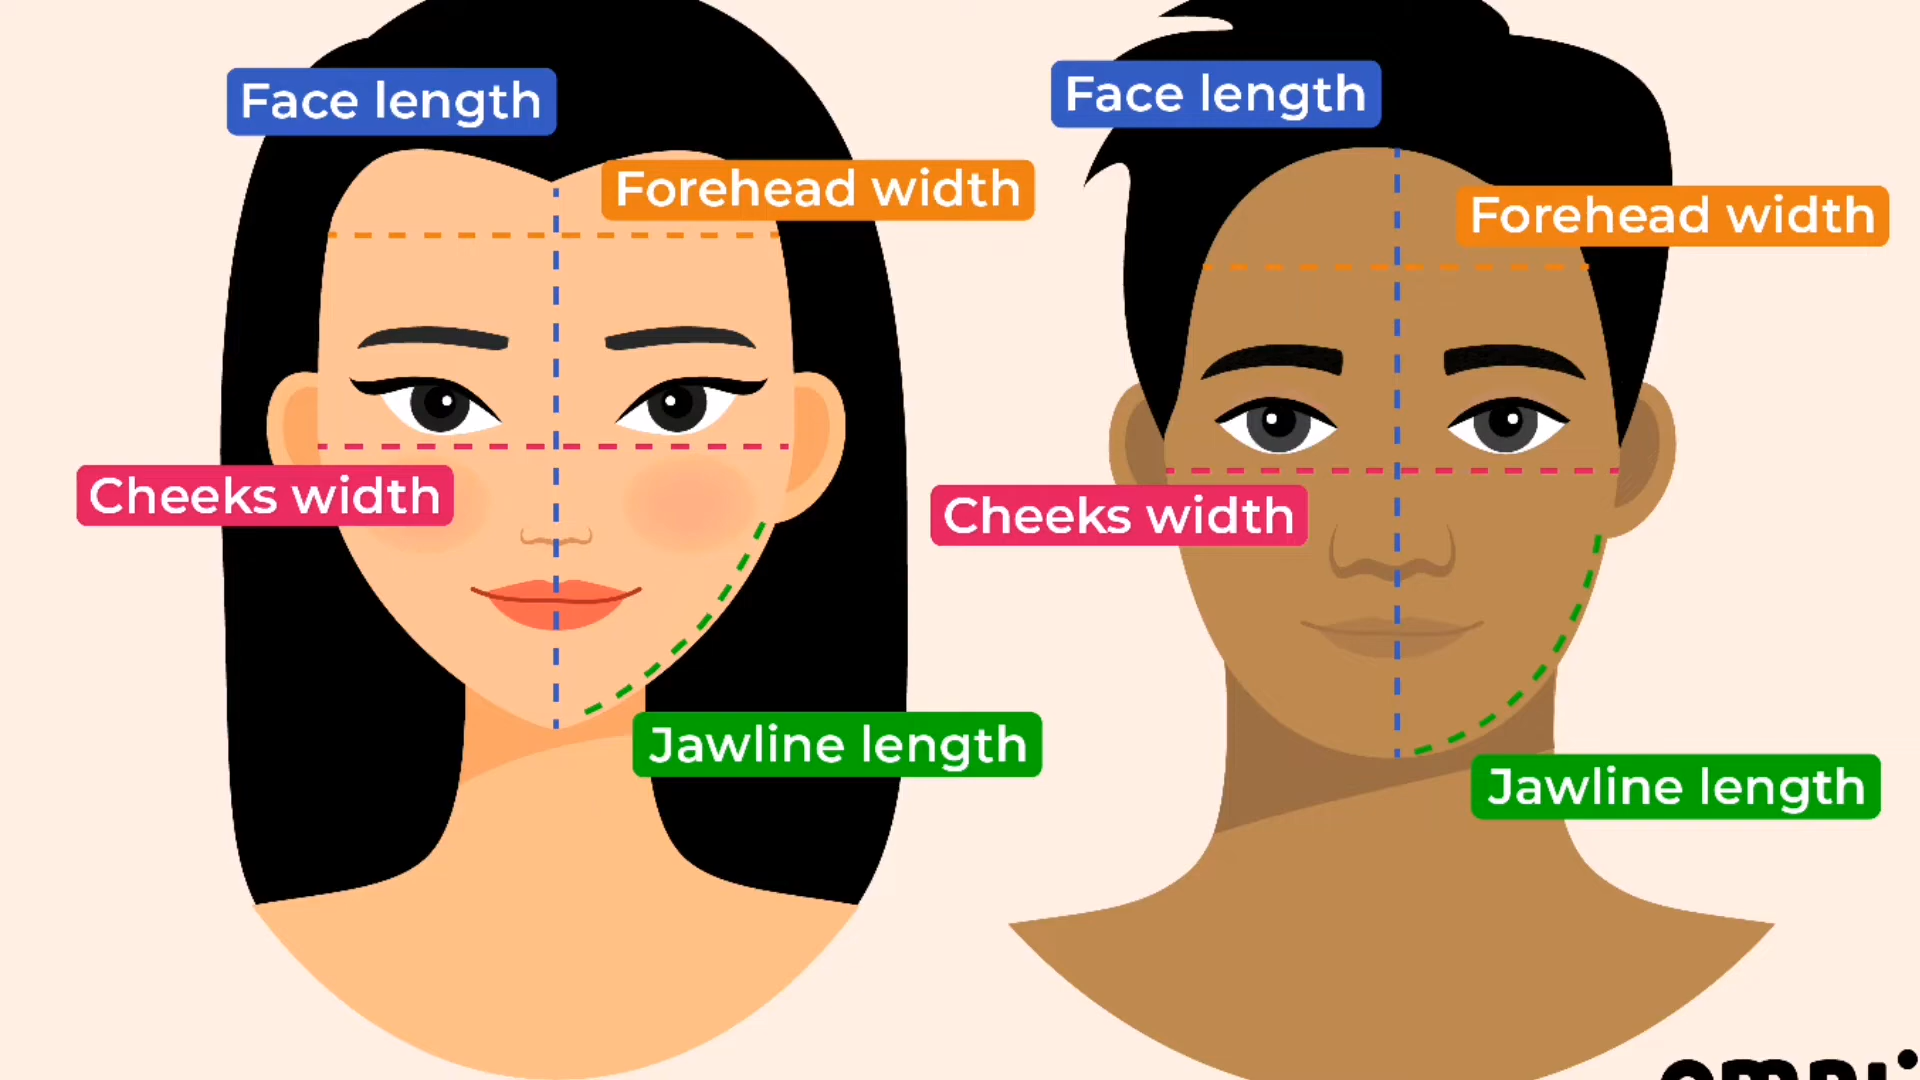 Face length
Forehead width
Cheeks width
Jawline length
Face length
Forehead width
Cheeks width
Jawline length